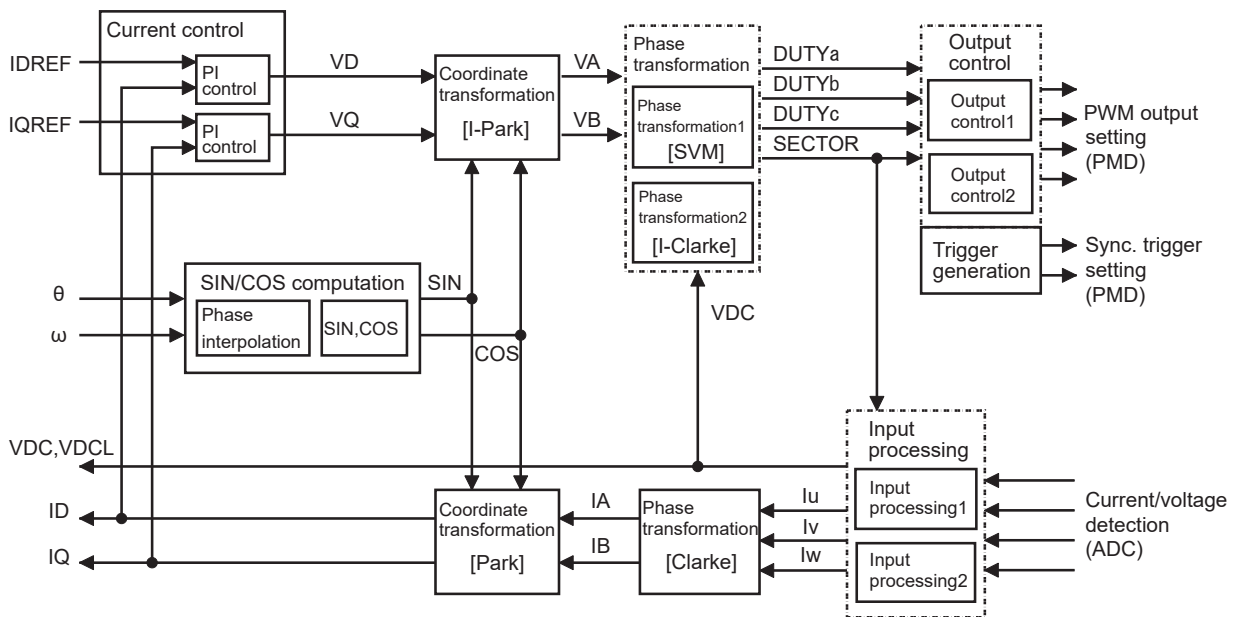 Current control
IDREF
IQREF
PI
control
PI
control
VD
VQ
Coordinate
transformation
[I-Park]
VA
VB
Phase
transformation
Phase
transformation1
[SVM]
Phase
transformation2
[I-Clarke]
DUTYa
DUTYb
DUTYc
SECTOR
Output
control
Output
control1
Output
control2
PWM output
setting
(PMD)
Trigger
generation
Sync. trigger
setting
(PMD)
θ
ω
SIN/COS computation
Phase
interpolation
SIN,COS
SIN
COS
VDC
VDC,VDCL
ID
IQ
Coordinate
transformation
[Park]
IA
IB
Phase
transformation
[Clarke]
Iu
Iv
Iw
Input
processing
Input
processing1
Input
processing2
Current/voltage
detection
(ADC)